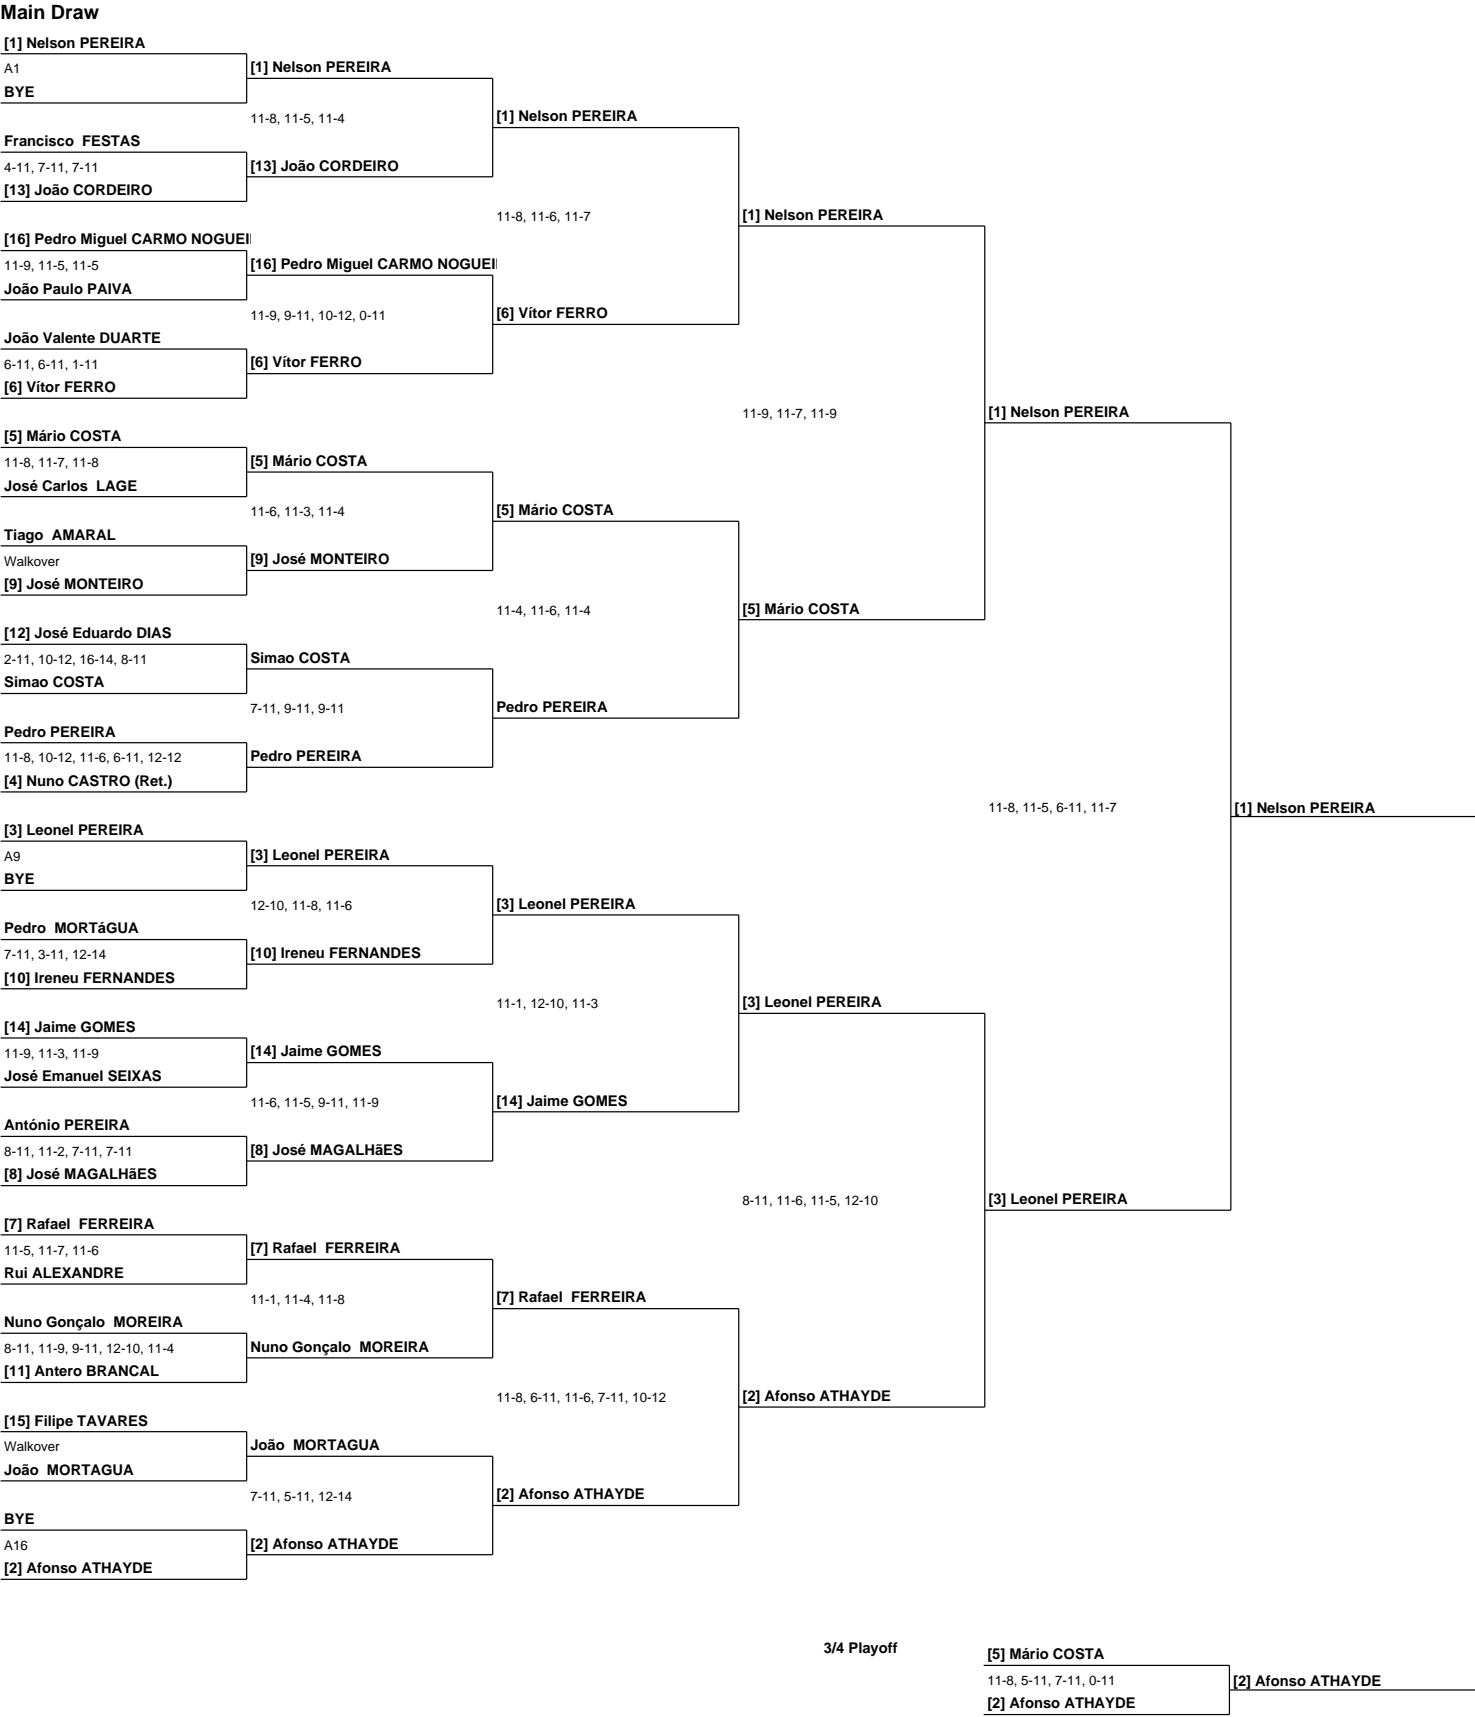 Main Draw
[1] Nelson PEREIRA
A1
BYE
[1] Nelson PEREIRA
11-8, 11-5, 11-4
[1] Nelson PEREIRA
Francisco  FESTAS
4-11, 7-11, 7-11
[13] João CORDEIRO
[13] João CORDEIRO
11-8, 11-6, 11-7
[1] Nelson PEREIRA
[16] Pedro Miguel CARMO NOGUEI
11-9, 11-5, 11-5
João Paulo PAIVA
[16] Pedro Miguel CARMO NOGUEI
11-9, 9-11, 10-12, 0-11
[6] Vítor FERRO
João Valente DUARTE
6-11, 6-11, 1-11
[6] Vítor FERRO
[6] Vítor FERRO
11-9, 11-7, 11-9
[1] Nelson PEREIRA
[5] Mário COSTA
11-8, 11-7, 11-8
José Carlos  LAGE
[5] Mário COSTA
11-6, 11-3, 11-4
[5] Mário COSTA
Tiago  AMARAL
Walkover
[9] José MONTEIRO
[9] José MONTEIRO
11-4, 11-6, 11-4
[5] Mário COSTA
[12] José Eduardo DIAS
2-11, 10-12, 16-14, 8-11
Simao COSTA
Simao COSTA
7-11, 9-11, 9-11
Pedro PEREIRA
Pedro PEREIRA
11-8, 10-12, 11-6, 6-11, 12-12
[4] Nuno CASTRO (Ret.)
Pedro PEREIRA
11-8, 11-5, 6-11, 11-7
[1] Nelson PEREIRA
[3] Leonel PEREIRA
A9
BYE
[3] Leonel PEREIRA
12-10, 11-8, 11-6
[3] Leonel PEREIRA
Pedro  MORTáGUA
7-11, 3-11, 12-14
[10] Ireneu FERNANDES
[10] Ireneu FERNANDES
11-1, 12-10, 11-3
[3] Leonel PEREIRA
[14] Jaime GOMES
11-9, 11-3, 11-9
José Emanuel SEIXAS
[14] Jaime GOMES
11-6, 11-5, 9-11, 11-9
[14] Jaime GOMES
António PEREIRA
8-11, 11-2, 7-11, 7-11
[8] José MAGALHãES
[8] José MAGALHãES
8-11, 11-6, 11-5, 12-10
[3] Leonel PEREIRA
[7] Rafael  FERREIRA
11-5, 11-7, 11-6
Rui ALEXANDRE
[7] Rafael  FERREIRA
11-1, 11-4, 11-8
[7] Rafael  FERREIRA
Nuno Gonçalo  MOREIRA
8-11, 11-9, 9-11, 12-10, 11-4
[11] Antero BRANCAL
Nuno Gonçalo  MOREIRA
11-8, 6-11, 11-6, 7-11, 10-12
[2] Afonso ATHAYDE
[15] Filipe TAVARES
Walkover
João  MORTAGUA
João  MORTAGUA
7-11, 5-11, 12-14
[2] Afonso ATHAYDE
BYE
A16
[2] Afonso ATHAYDE
[2] Afonso ATHAYDE
3/4 Playoff
[5] Mário COSTA
11-8, 5-11, 7-11, 0-11
[2] Afonso ATHAYDE
[2] Afonso ATHAYDE